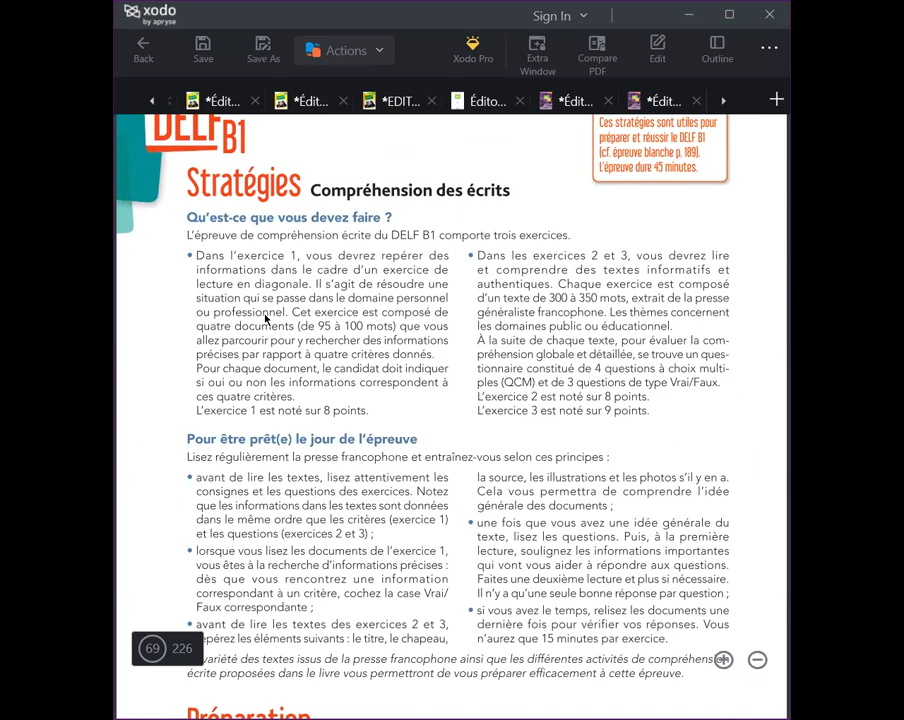 xodo
by apryse
Sign In
Back
Save
Save As
Actions
Xodo Pro
Extra
Window
Compare
PDF
Edit
Outline
*Édit...
*Édit...
*EDIT...
Édito...
*Édit...
*Édit...
DELF B1
Ces stratégies sont utiles pour
préparer et réussir le DELF B1
(cf. épreuve blanche p. 189).
L'épreuve dure 45 minutes.
Stratégies Compréhension des écrits
Qu'est-ce que vous devez faire ?
L'épreuve de compréhension écrite du DELF B1 comporte trois exercices.
• Dans l'exercice 1, vous devrez repérer des
informations dans le cadre d'un exercice de
lecture en diagonale. Il s'agit de résoudre une
situation qui se passe dans le domaine personnel
ou professionnel. Cet exercice est composé de
quatre documents (de 95 à 100 mots) que vous
allez parcourir pour y rechercher des informations
précises par rapport à quatre critères donnés.
Pour chaque document, le candidat doit indiquer
si oui ou non les informations correspondent à
ces quatre critères.
L'exercice 1 est noté sur 8 points.
• Dans les exercices 2 et 3, vous devrez lire
et comprendre des textes informatifs et
authentiques. Chaque exercice est composé
d'un texte de 300 à 350 mots, extrait de la presse
généraliste francophone. Les thèmes concernent
les domaines public ou éducationnel.
À la suite de chaque texte, pour évaluer la com-
préhension globale et détaillée, se trouve un ques-
tionnaire constitué de 4 questions à choix multi-
ples (QCM) et de 3 questions de type Vrai/Faux.
L'exercice 2 est noté sur 8 points.
L'exercice 3 est noté sur 9 points.
Pour être prêt(e) le jour de l'épreuve
Lisez régulièrement la presse francophone et entraînez-vous selon ces principes :
• avant de lire les textes, lisez attentivement les
consignes et les questions des exercices. Notez
que les informations dans les textes sont données
dans le même ordre que les critères (exercice 1)
et les questions (exercices 2 et 3) ;
• lorsque vous lisez les documents de l'exercice 1,
vous êtes à la recherche d'informations précises :
dès que vous rencontrez une information
correspondant à un critère, cochez la case Vrai/
Faux correspondante ;
• avant de lire les textes des exercices 2 et 3,
repérez les éléments suivants : le titre, le chapeau,
la source, les illustrations et les photos s'il y en a.
Cela vous permettra de comprendre l'idée
générale des documents ;
• une fois que vous avez une idée générale du
texte, lisez les questions. Puis, à la première
lecture, soulignez les informations importantes
qui vont vous aider à répondre aux questions.
Faites une deuxième lecture et plus si nécessaire.
Il n'y a qu'une seule bonne réponse par question ;
• si vous avez le temps, relisez les documents une
dernière fois pour vérifier vos réponses. Vous
n'aurez que 15 minutes par exercice.
69 226
variété des textes issus de la presse francophone ainsi que les différentes activités de compréhension
écrite proposées dans le livre vous permettront de vous préparer efficacement à cette épreuve.
Préparation